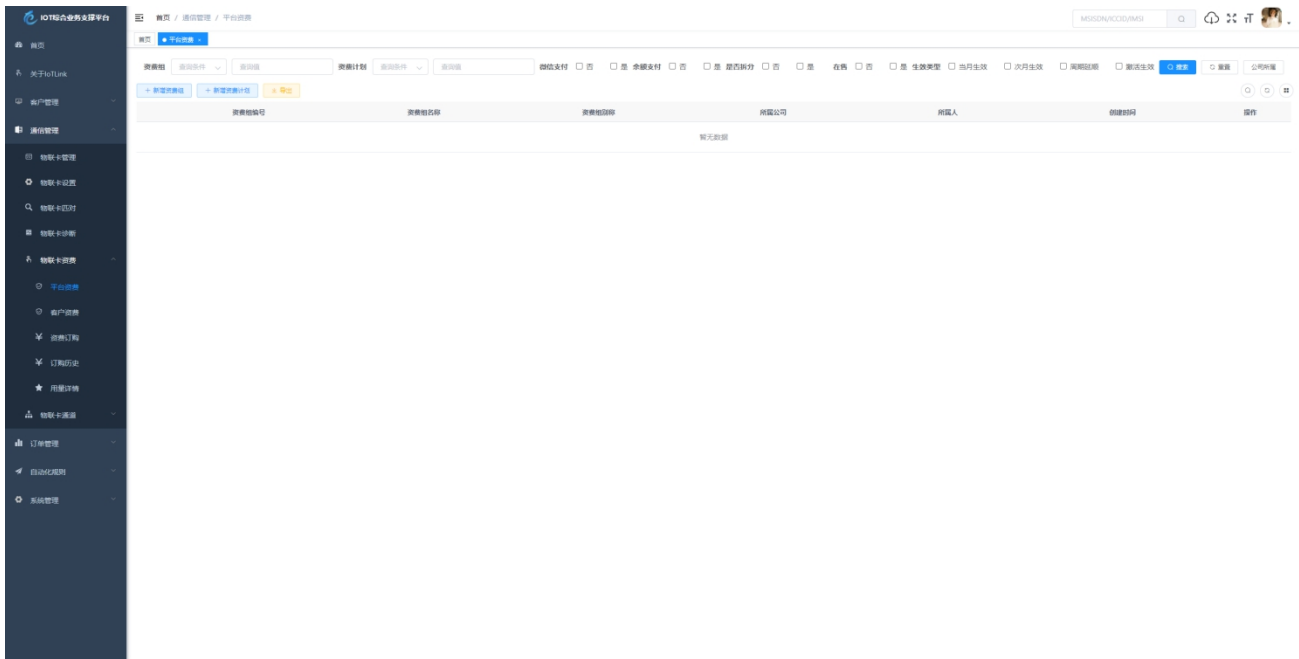 IOT综合业务支撑平台
首页 / 通信管理 / 平台资费
MSISDN/ICCID/IMSI
首页
平台资费
首页
关于IoTLink
客户管理
通信管理
物联卡管理
物联卡设置
物联卡匹对
物联卡诊断
物联卡资费
平台资费
客户资费
资费订购
订购历史
用量详情
物联卡通道
订单管理
自动化规则
系统管理
资费组 查询条件 查询值 资费计划 查询条件 查询值 微信支付 否 是 余额支付 否 是 是否拆分 否 是 在售 否 是 生效类型 当月生效 次月生效 周期顺延 激活生效 搜索 重置 公司所属
+ 新增资费组 + 新增资费计划 导出
资费组编号 资费组名称 资费组别称 所属公司 所属人 创建时间 操作
暂无数据